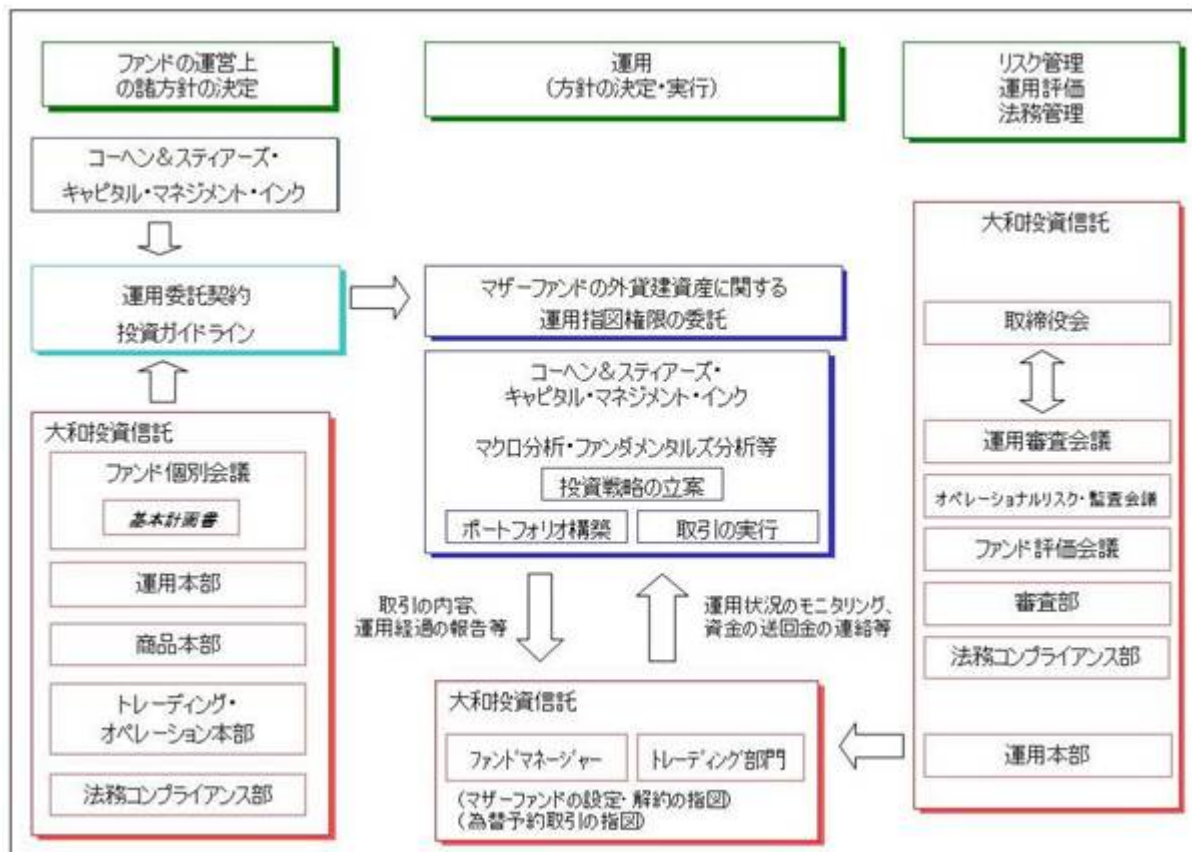 ファンドの運営上
の諸方針の決定
運用
(方針の決定・実行)
リスク管理
運用評価
法務管理
コーヘン＆スティアーズ・
キャピタル・マネジメント・インク
運用委託契約
投資ガイドライン
マザーファンドの外貨建資産に関する
運用指図権限の委託
コーヘン＆スティアーズ・
キャピタル・マネジメント・インク
マクロ分析・ファンダメンタルズ分析等
投資戦略の立案
ポートフォリオ構築
取引の実行
大和投資信託
ファンド個別会議
基本計画書
運用本部
商品本部
トレーディング・
オペレーション本部
法務コンプライアンス部
取引の内容、
運用経過の報告等
運用状況のモニタリング、
資金の送回金の連絡等
大和投資信託
ファンドマネージャー
トレーディング部門
(マザーファンドの設定・解約の指図)
(為替予約取引の指図)
大和投資信託
取締役会
運用審査会議
オペレーショナルリスク・監査会議
ファンド評価会議
審査部
法務コンプライアンス部
運用本部